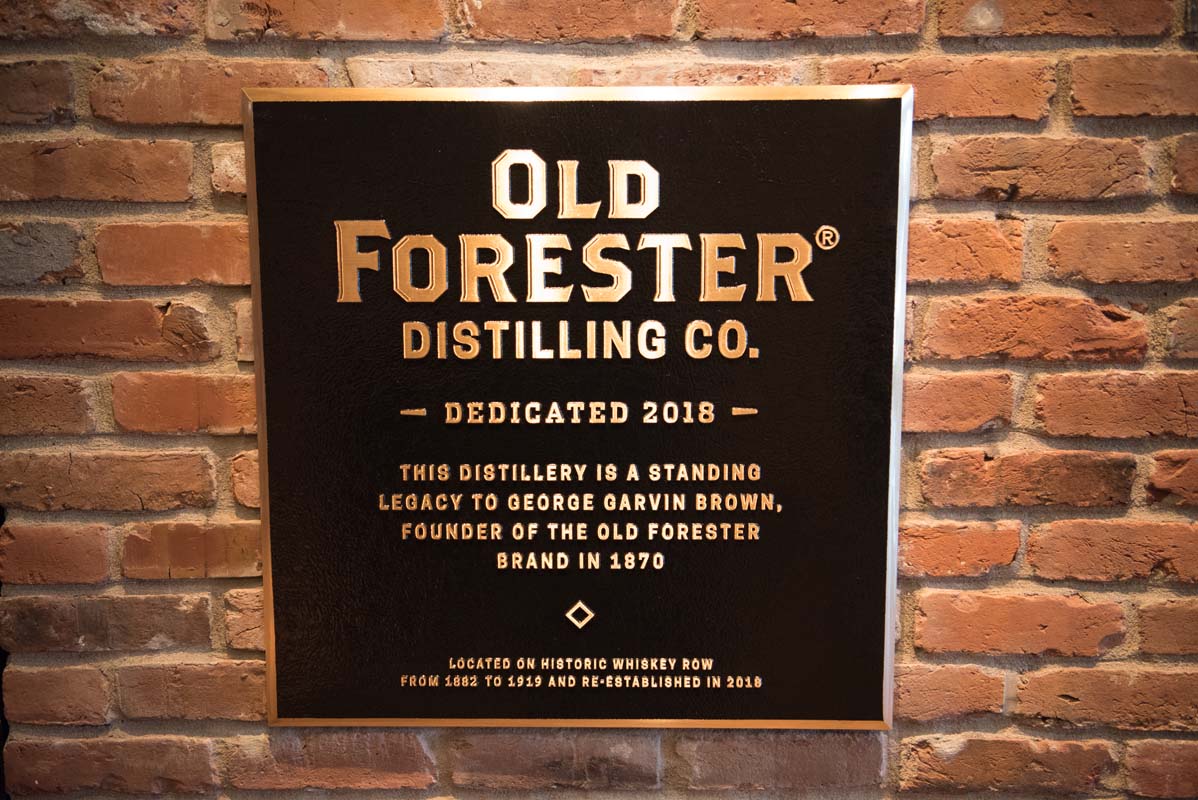 OLD
FORESTER®
DISTILLING CO.
– DEDICATED 2018 –
THIS DISTILLERY IS A STANDING
LEGACY TO GEORGE GARVIN BROWN,
FOUNDER OF THE OLD FORESTER
BRAND IN 1870
LOCATED ON HISTORIC WHISKEY ROW
FROM 1882 TO 1919 AND RE-ESTABLISHED IN 2018